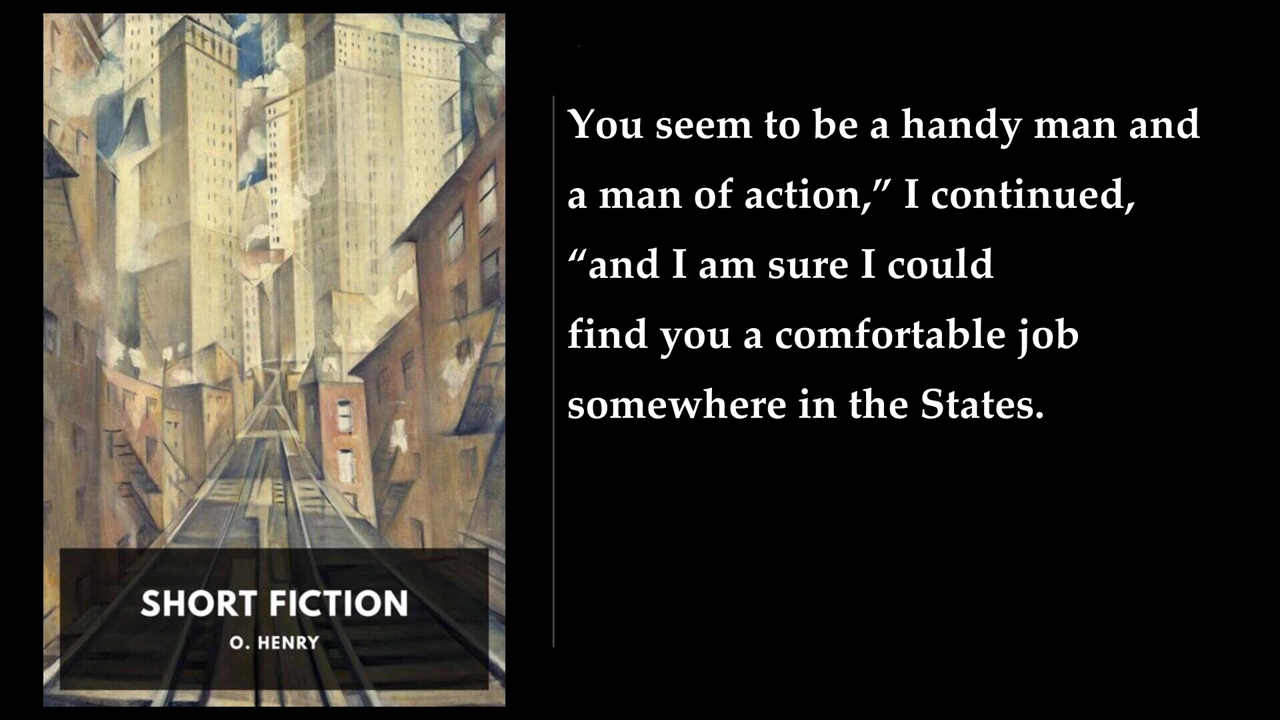 SHORT FICTION
O. HENRY
You seem to be a handy man and
a man of action,” I continued,
“and I am sure I could
find you a comfortable job
somewhere in the States.